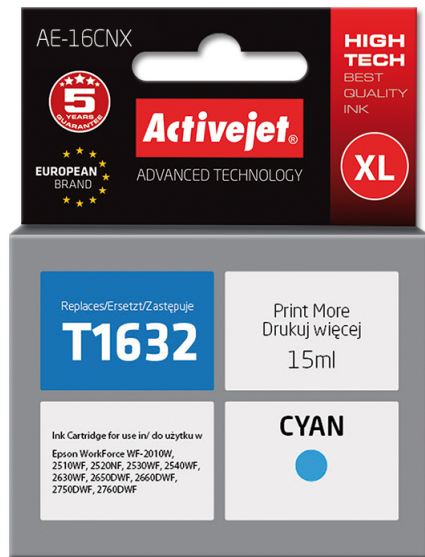 AE-16CNX
HIGH
TECH
BEST
QUALITY
INK
5
YEARS
GUARANTEE
Activejet®
EUROPEAN
BRAND
ADVANCED TECHNOLOGY
XL
Replaces/Ersetzt/Zastępuje
T1632
Print More
Drukuj więcej
15ml
Ink Cartridge for use in/ do użytku w
Epson WorkForce WF-2010W,
2510WF, 2520NF, 2530WF, 2540WF,
2630WF, 2650DWF, 2660DWF,
2750DWF, 2760DWF
CYAN